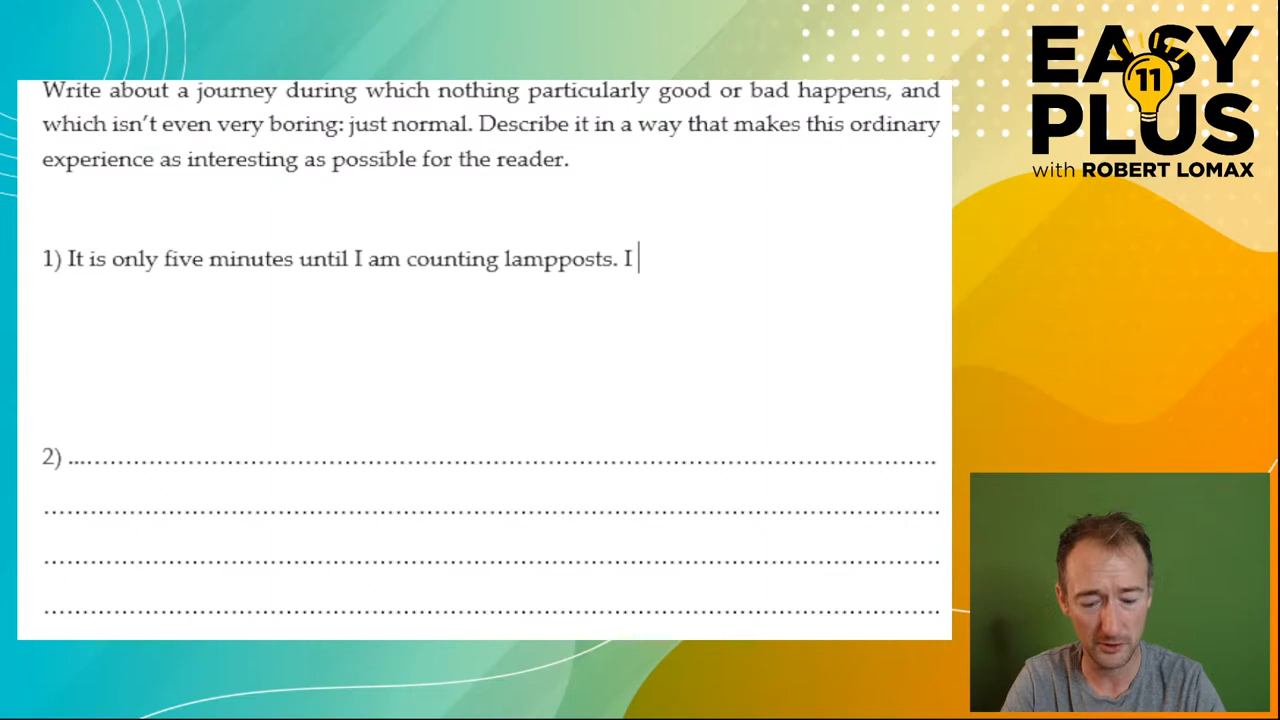 EASY
11
PLUS
with ROBERT LOMAX
Write about a journey during which nothing particularly good or bad happens, and
which isn't even very boring: just normal. Describe it in a way that makes this ordinary
experience as interesting as possible for the reader.
1) It is only five minutes until I am counting lampposts. I
2) ....................................................................................
....................................................................................
....................................................................................
....................................................................................